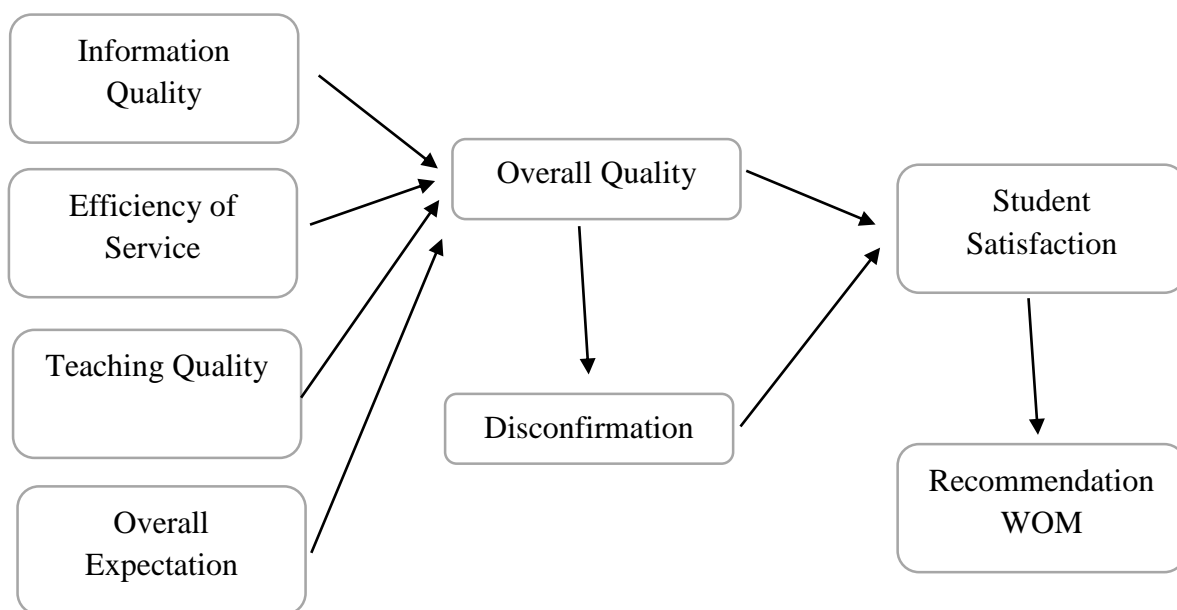 Information
Quality
Efficiency of
Service
Teaching Quality
Overall
Expectation
Overall Quality
Disconfirmation
Student
Satisfaction
Recommendation
WOM